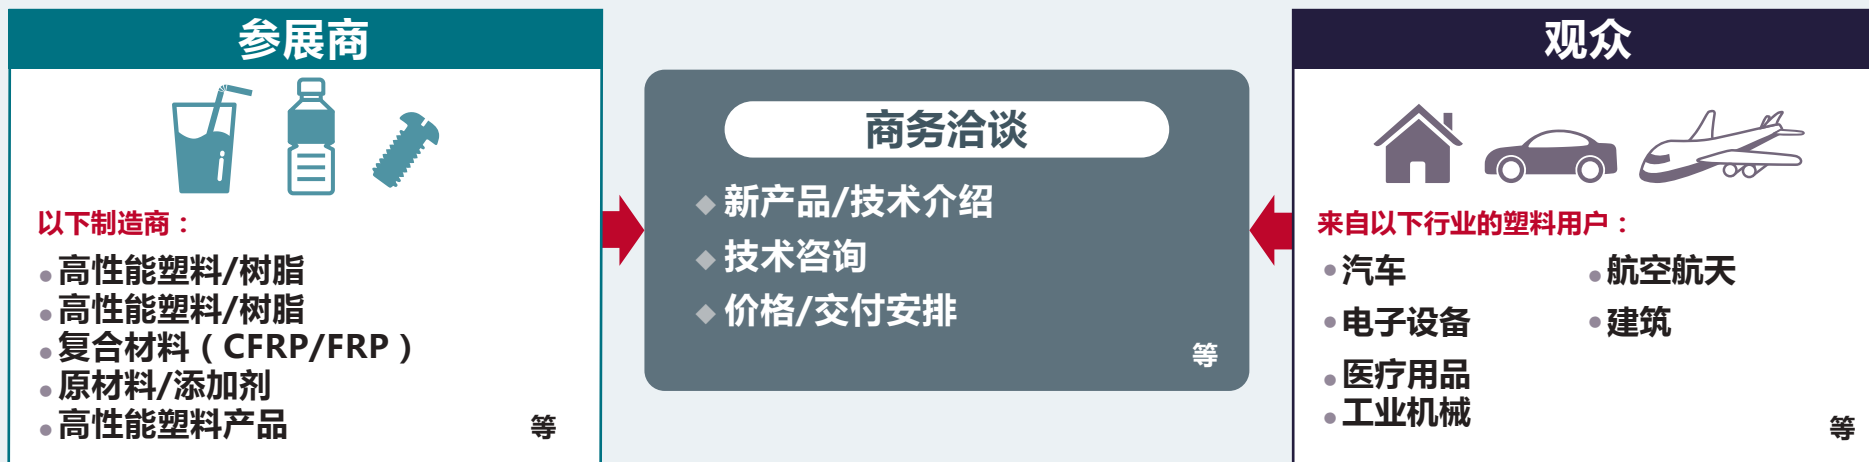 参展商
以下制造商：
高性能塑料/树脂
高性能塑料/树脂
复合材料（CFRP/FRP）
原材料/添加剂
高性能塑料产品
等
商务洽谈
新产品/技术介绍
技术咨询
价格/交付安排
等
观众
来自以下行业的塑料用户：
汽车
航空航天
电子设备
建筑
医疗用品
工业机械
等